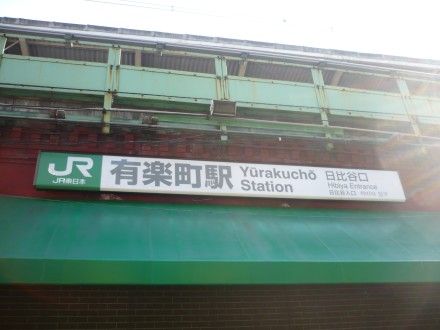 JR
JR東日本
有楽町駅
Yūrakuchō
Station
日比谷口
Hibiya Entrance